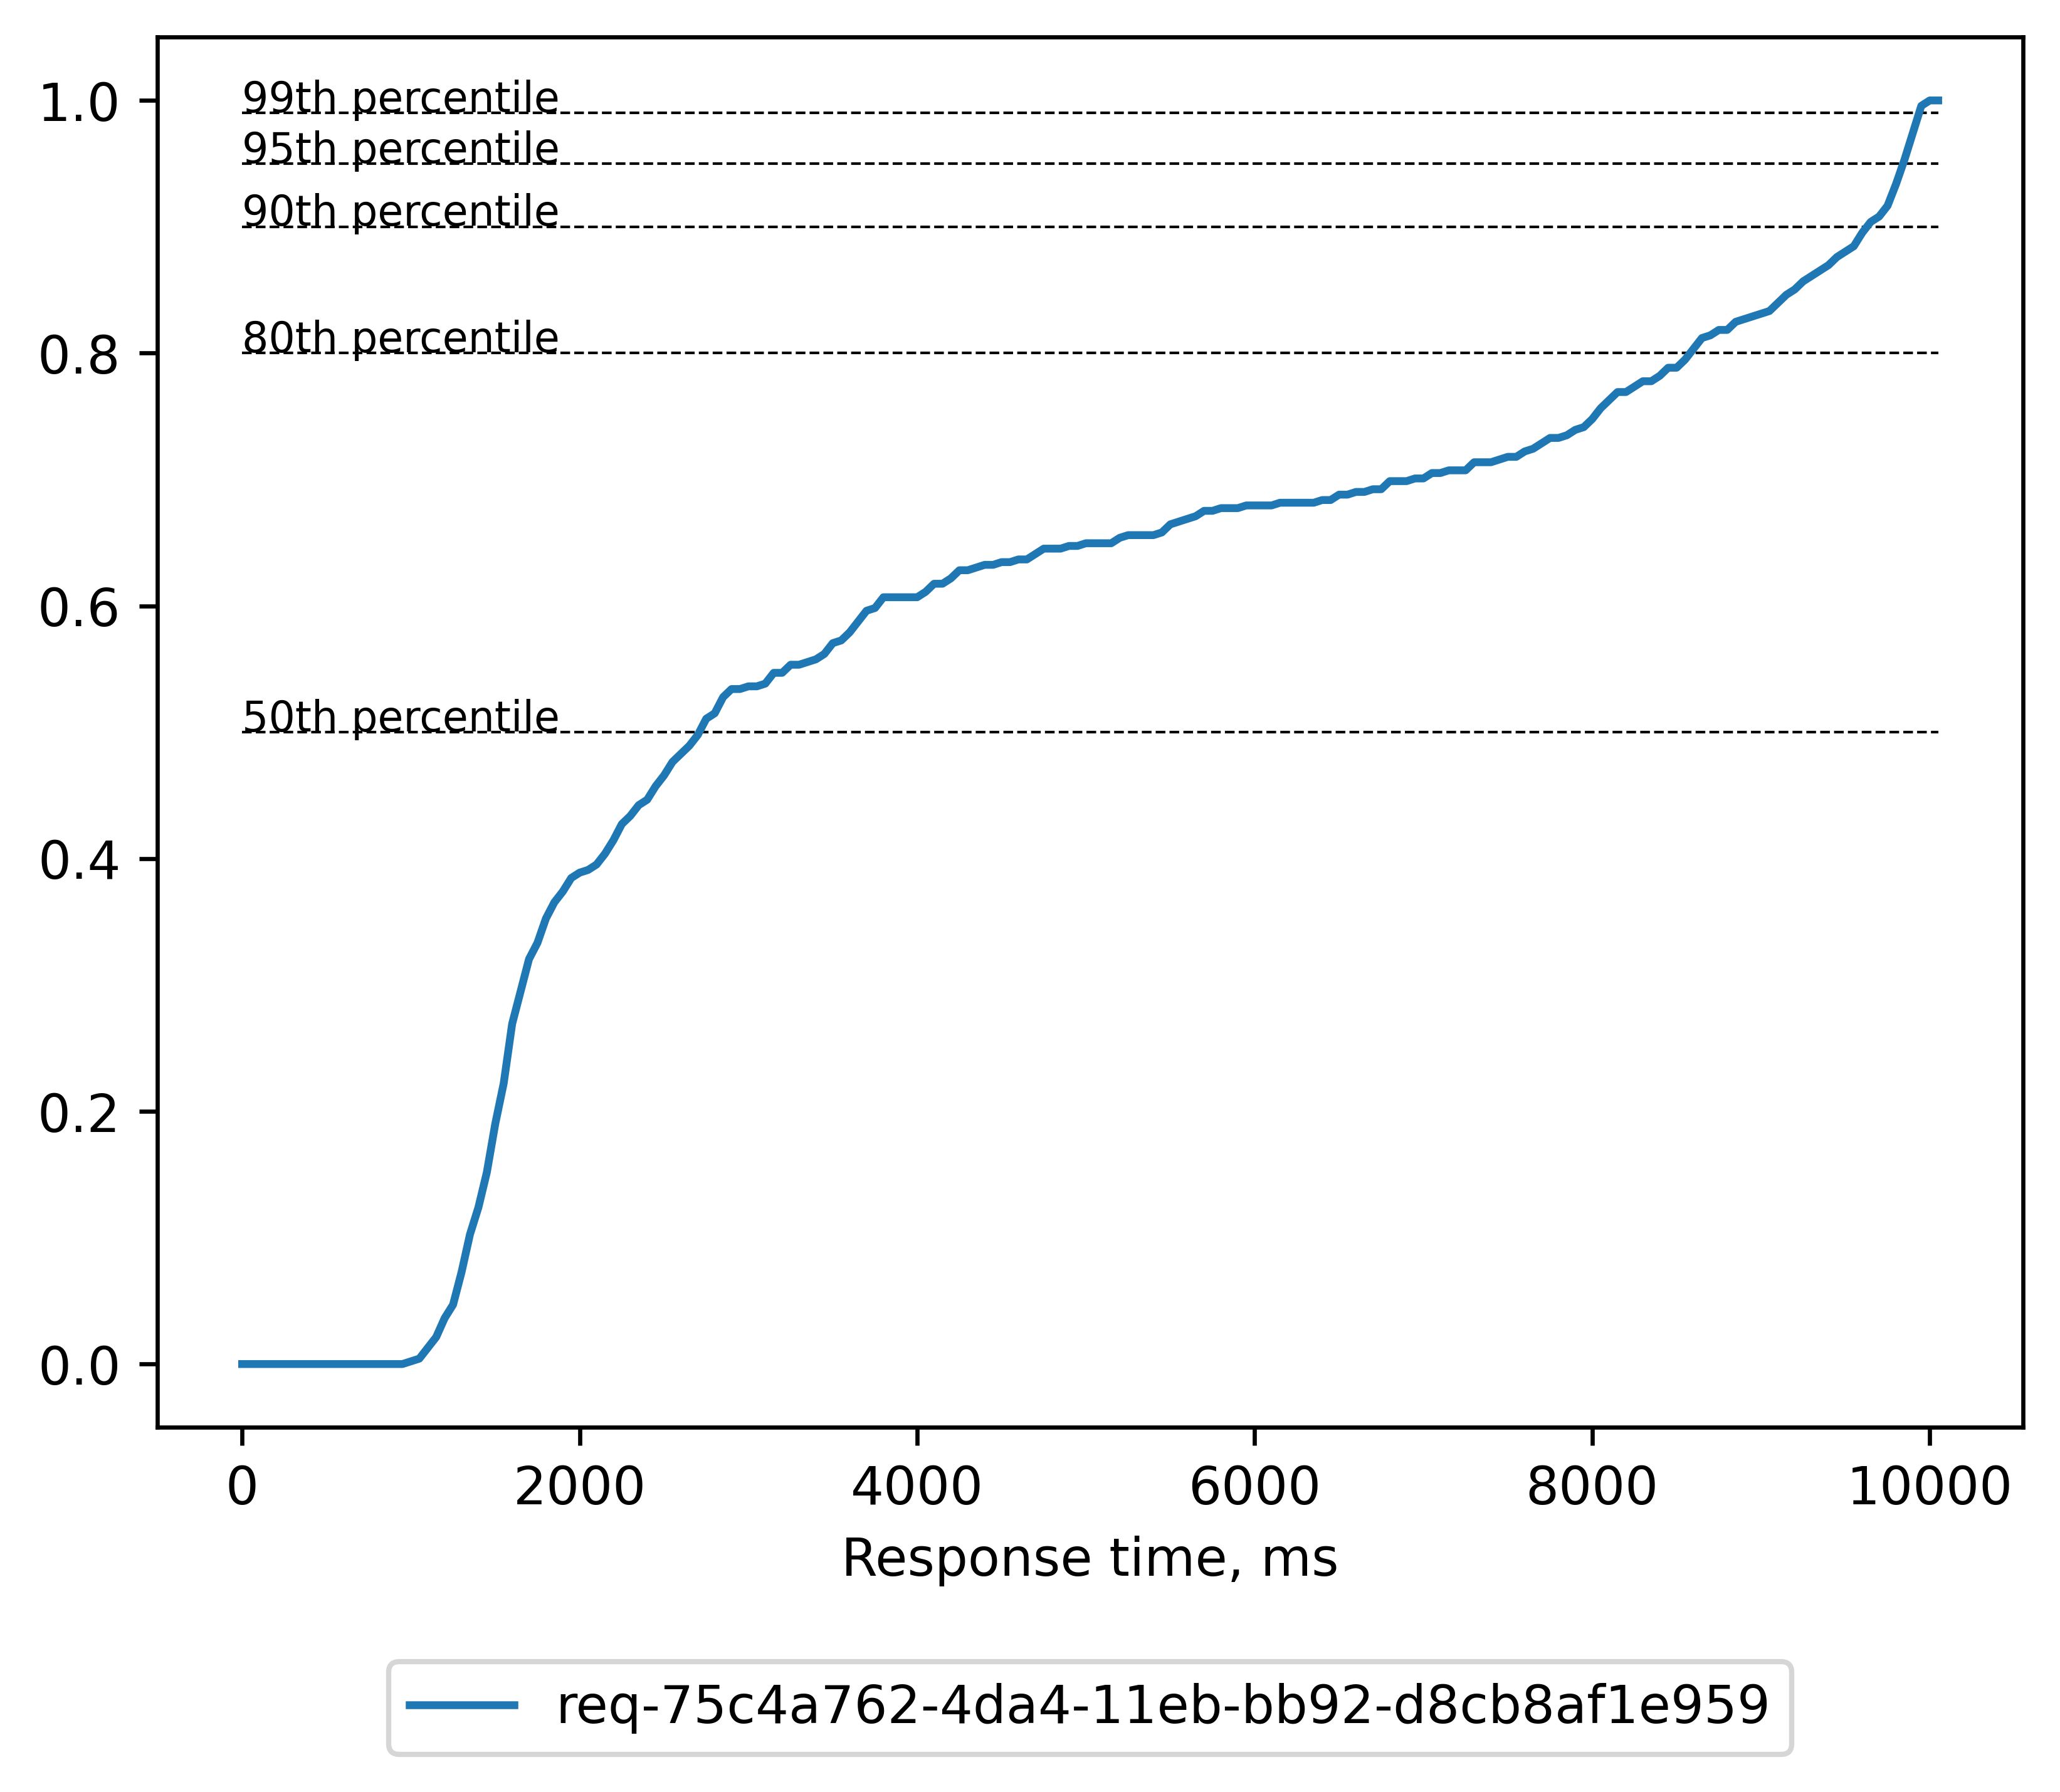 99th percentile
1.0
95th percentile
90th percentile
80th percentile
0.8
0.6
50th percentile
0.4
0.2
0.0
0 2000 4000 6000 8000 10000
Response time, ms
req-75c4a762-4da4-11eb-bb92-d8cb8af1e959